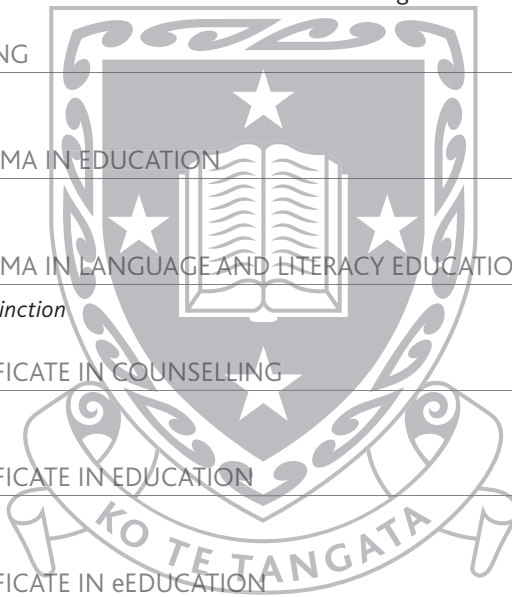 NG
MA IN EDUCATION
MA IN LANGUAGE AND LITERACY EDUCATIO
inction
FICATE IN COUNSELLING
FICATE IN EDUCATION
KO TE TANGATA
FICATE IN eEDUCATION